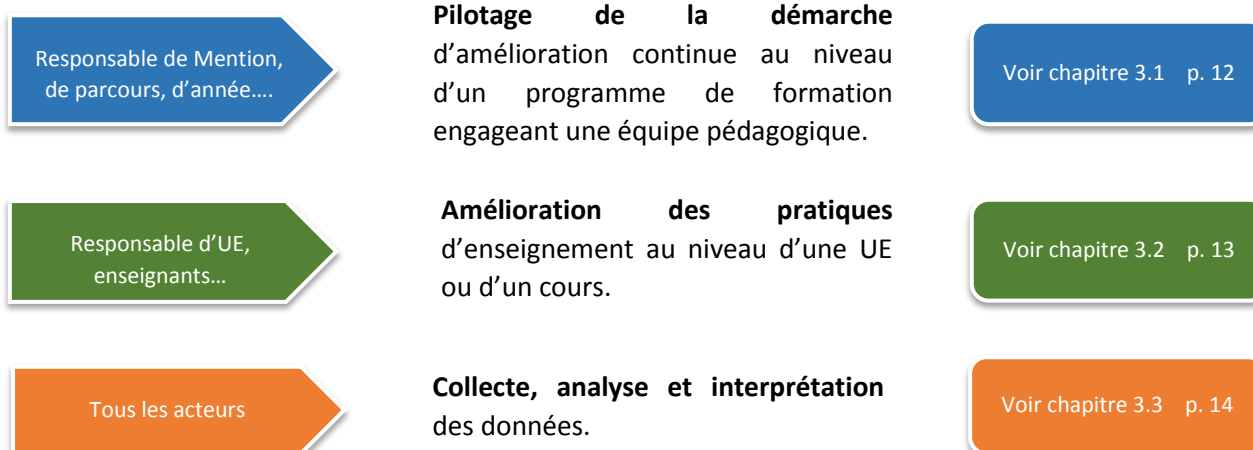 Responsable de Mention,
de parcours, d’année….
Pilotage de la démarche
d’amélioration continue au niveau
d’un programme de formation
engageant une équipe pédagogique.
Voir chapitre 3.1 p. 12
Responsable d’UE,
enseignants…
Amélioration des pratiques
d’enseignement au niveau d’une UE
ou d’un cours.
Voir chapitre 3.2 p. 13
Tous les acteurs
Collecte, analyse et interprétation
des données.
Voir chapitre 3.3 p. 14